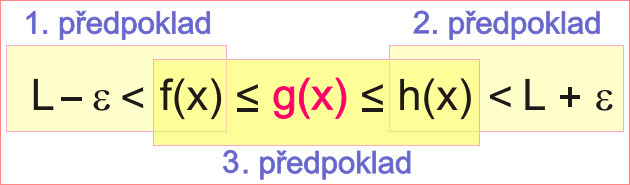 1. předpoklad 2. předpoklad
L – ε < f(x) ≤ g(x) ≤ h(x) < L + ε
3. předpoklad